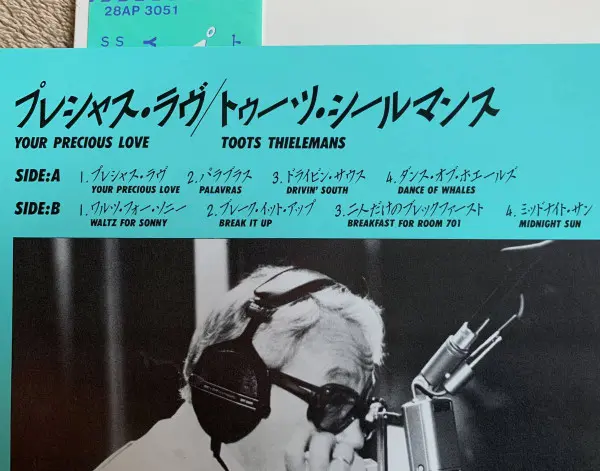 28AP 3051
プレシャス・ラヴ/トゥーツ・シールマンス
YOUR PRECIOUS LOVE TOOTS THIELEMANS
SIDE:A 1.プレシャス・ラヴ 2.パラブラス 3.ドライビン・サウス 4.ダンス・オブ・ホエールズ
YOUR PRECIOUS LOVE PALAVRAS DRIVIN' SOUTH DANCE OF WHALES
SIDE:B 1.ワルツ・フォー・ソニー 2.ブレーク・イット・アップ 3.二人だけのブレックファースト 4.ミッドナイト・サン
WALTZ FOR SONNY BREAK IT UP BREAKFAST FOR ROOM 701 MIDNIGHT SUN